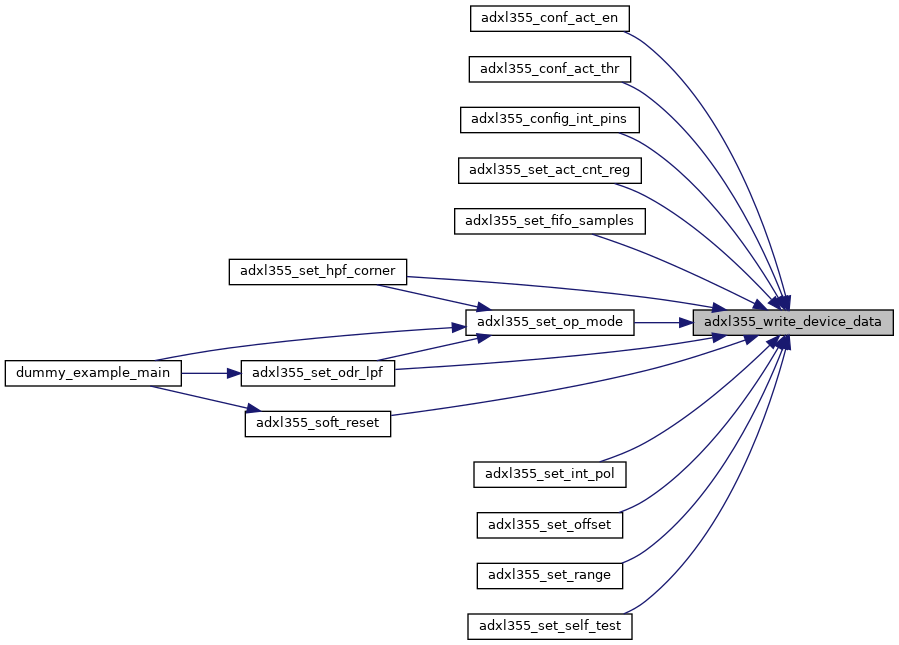 adxl355_conf_act_en
adxl355_conf_act_thr
adxl355_config_int_pins
adxl355_set_act_cnt_reg
adxl355_set_fifo_samples
adxl355_set_hpf_corner
adxl355_set_op_mode
adxl355_write_device_data
dummy_example_main
adxl355_set_odr_lpf
adxl355_soft_reset
adxl355_set_int_pol
adxl355_set_offset
adxl355_set_range
adxl355_set_self_test